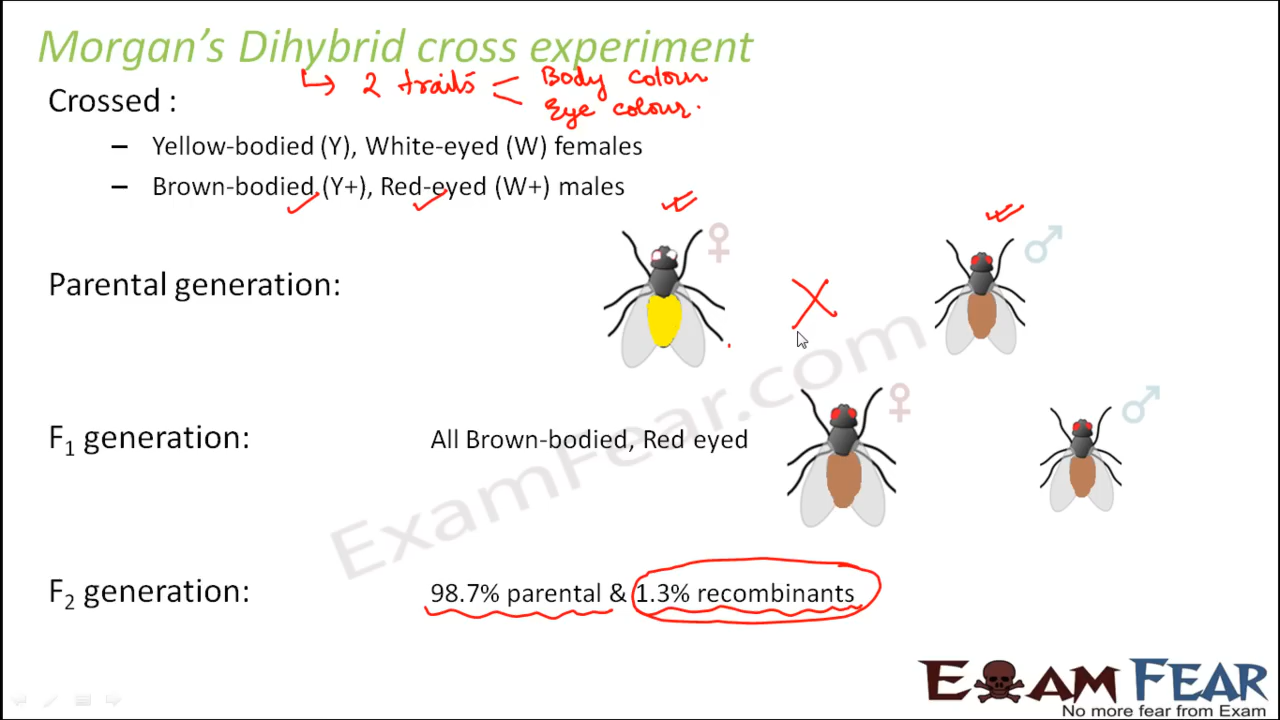 Morgan's Dihybrid cross experiment
↳ 2 traits < Body colour
Eye colour.
Crossed :
– Yellow-bodied (Y), White-eyed (W) females
– Brown-bodied (Y+), Red-eyed (W+) males
♀ ♂
Parental generation: X
♀ ♂
F₁ generation: All Brown-bodied, Red eyed
F₂ generation: 98.7% parental & 1.3% recombinants
ExamFear.com
EXAM FEAR
No more fear from Exam